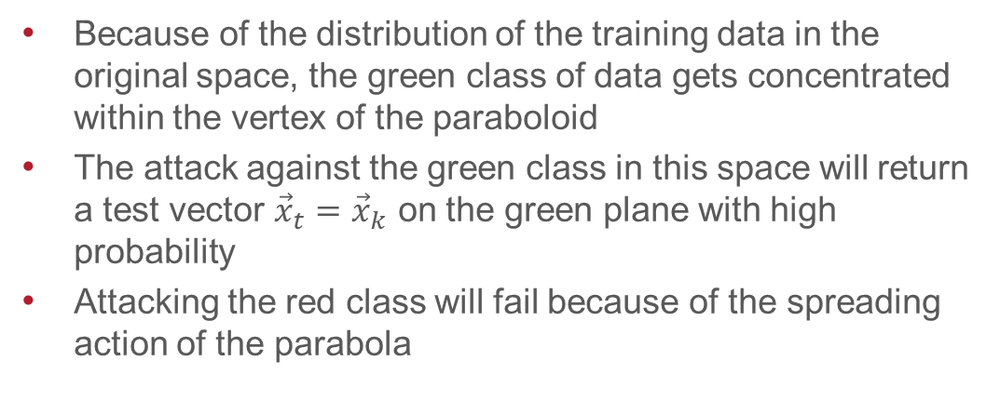 • Because of the distribution of the training data in the
original space, the green class of data gets concentrated
within the vertex of the paraboloid
• The attack against the green class in this space will return
a test vector $\vec{x}_t = \vec{x}_k$ on the green plane with high
probability
• Attacking the red class will fail because of the spreading
action of the parabola